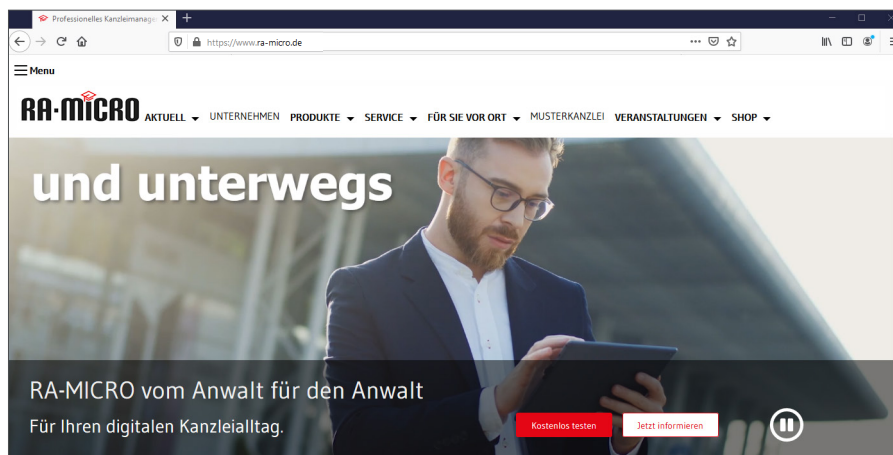 Professionelles Kanzleimanage
https://www.ra-micro.de
Menu
RA-MICRO AKTUELL UNTERNEHMEN PRODUKTE SERVICE FÜR SIE VOR ORT MUSTERKANZLEI VERANSTALTUNGEN SHOP
und unterwegs
RA-MICRO vom Anwalt für den Anwalt
Für Ihren digitalen Kanzleialltag.
Kostenlos testen Jetzt informieren